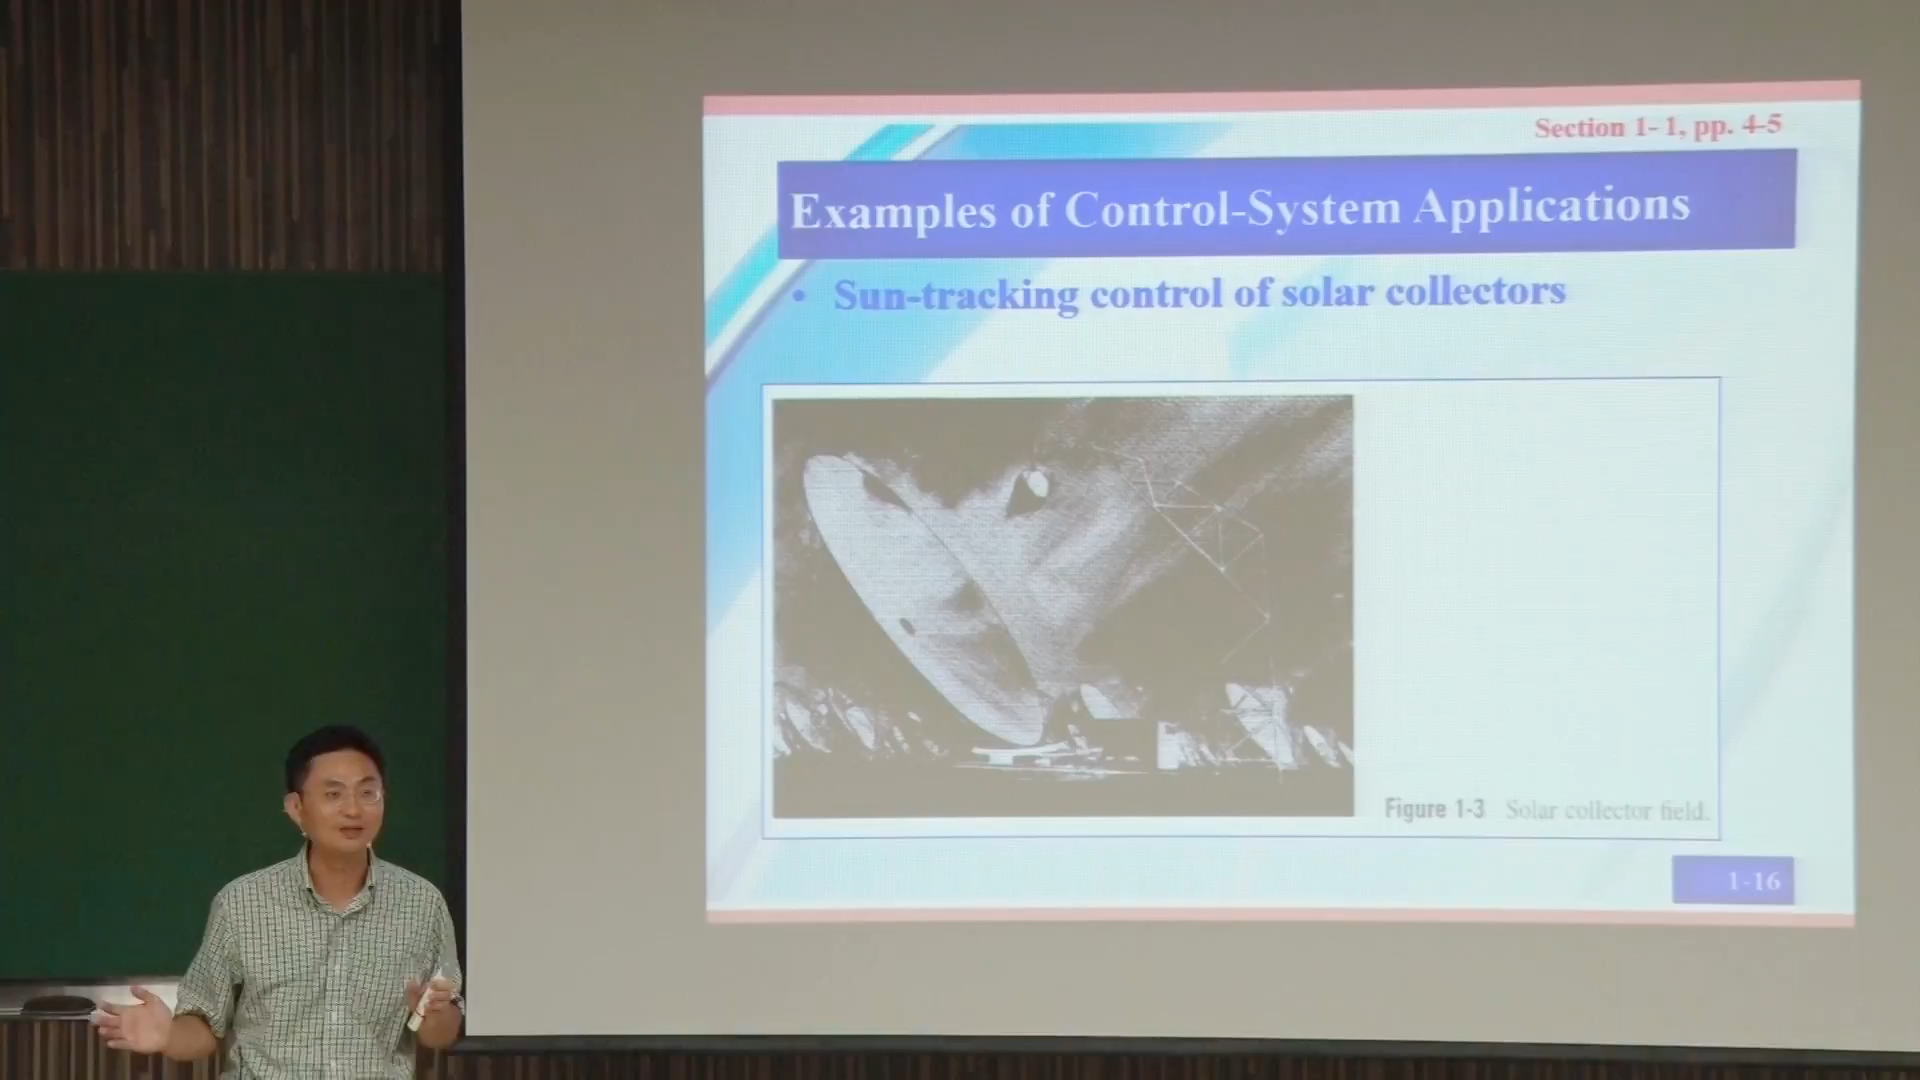 Section 1-1, pp. 4-5
Examples of Control-System Applications
• Sun-tracking control of solar collectors
Figure 1-3 Solar collector field.
1-16